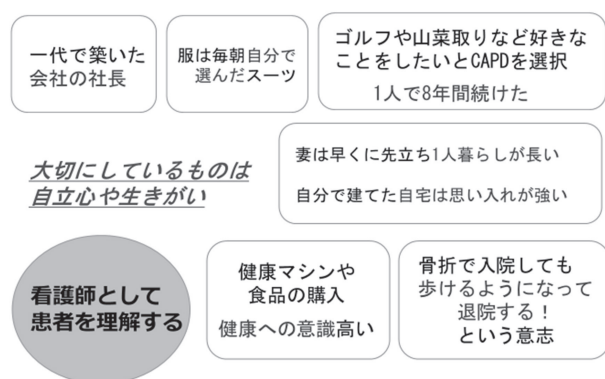 一代で築いた
会社の社長
服は毎朝自分で
選んだスーツ
ゴルフや山菜取りなど好きな
ことをしたいとCAPDを選択
1人で8年間続けた
大切にしているものは
自立心や生きがい
妻は早くに先立ち1人暮らしが長い
自分で建てた自宅は思い入れが強い
看護師として
患者を理解する
健康マシンや
食品の購入
健康への意識高い
骨折で入院しても
歩けるようになって
退院する！
という意志